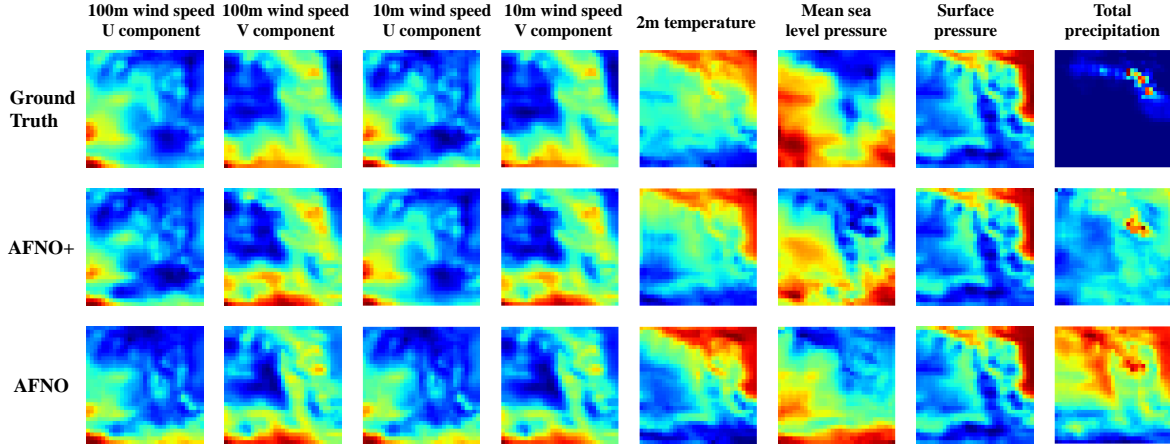 100m wind speed
U component
100m wind speed
V component
10m wind speed
U component
10m wind speed
V component
2m temperature
Mean sea
level pressure
Surface
pressure
Total
precipitation
Ground
Truth
AFNO+
AFNO